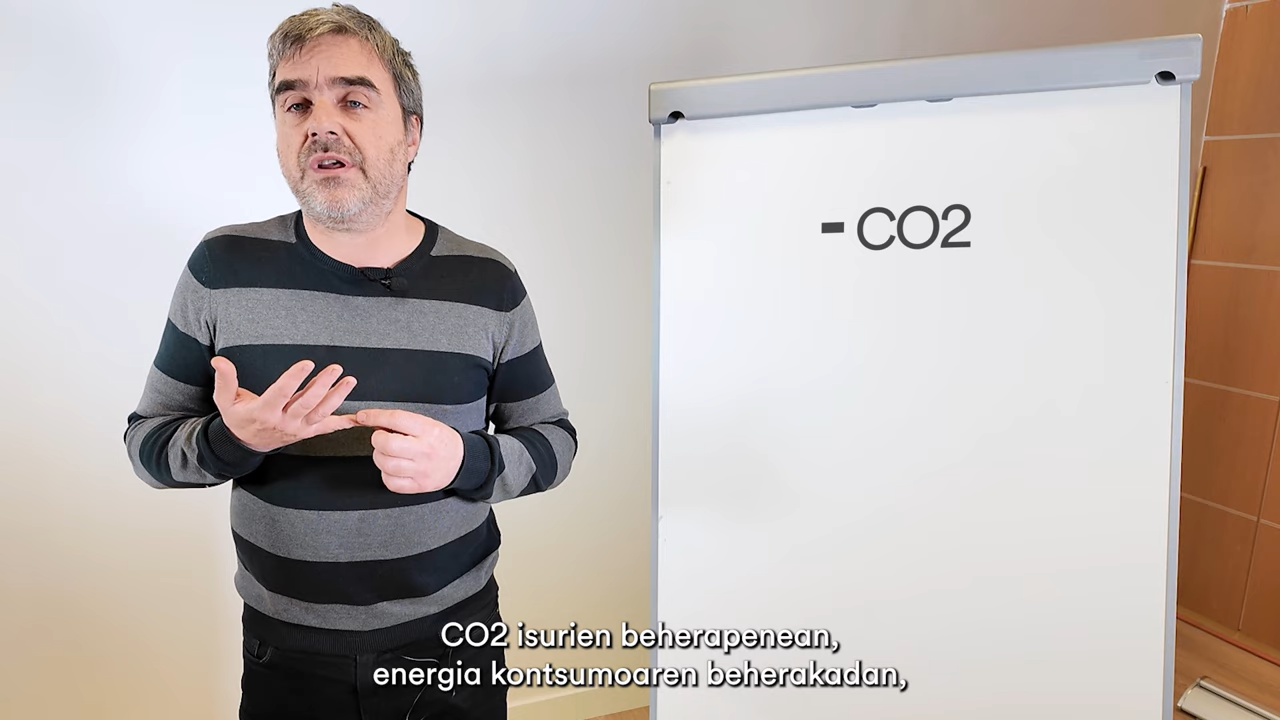 - CO2
CO2 isurien beherapenean,
energia kontsumoaren beherakadan,